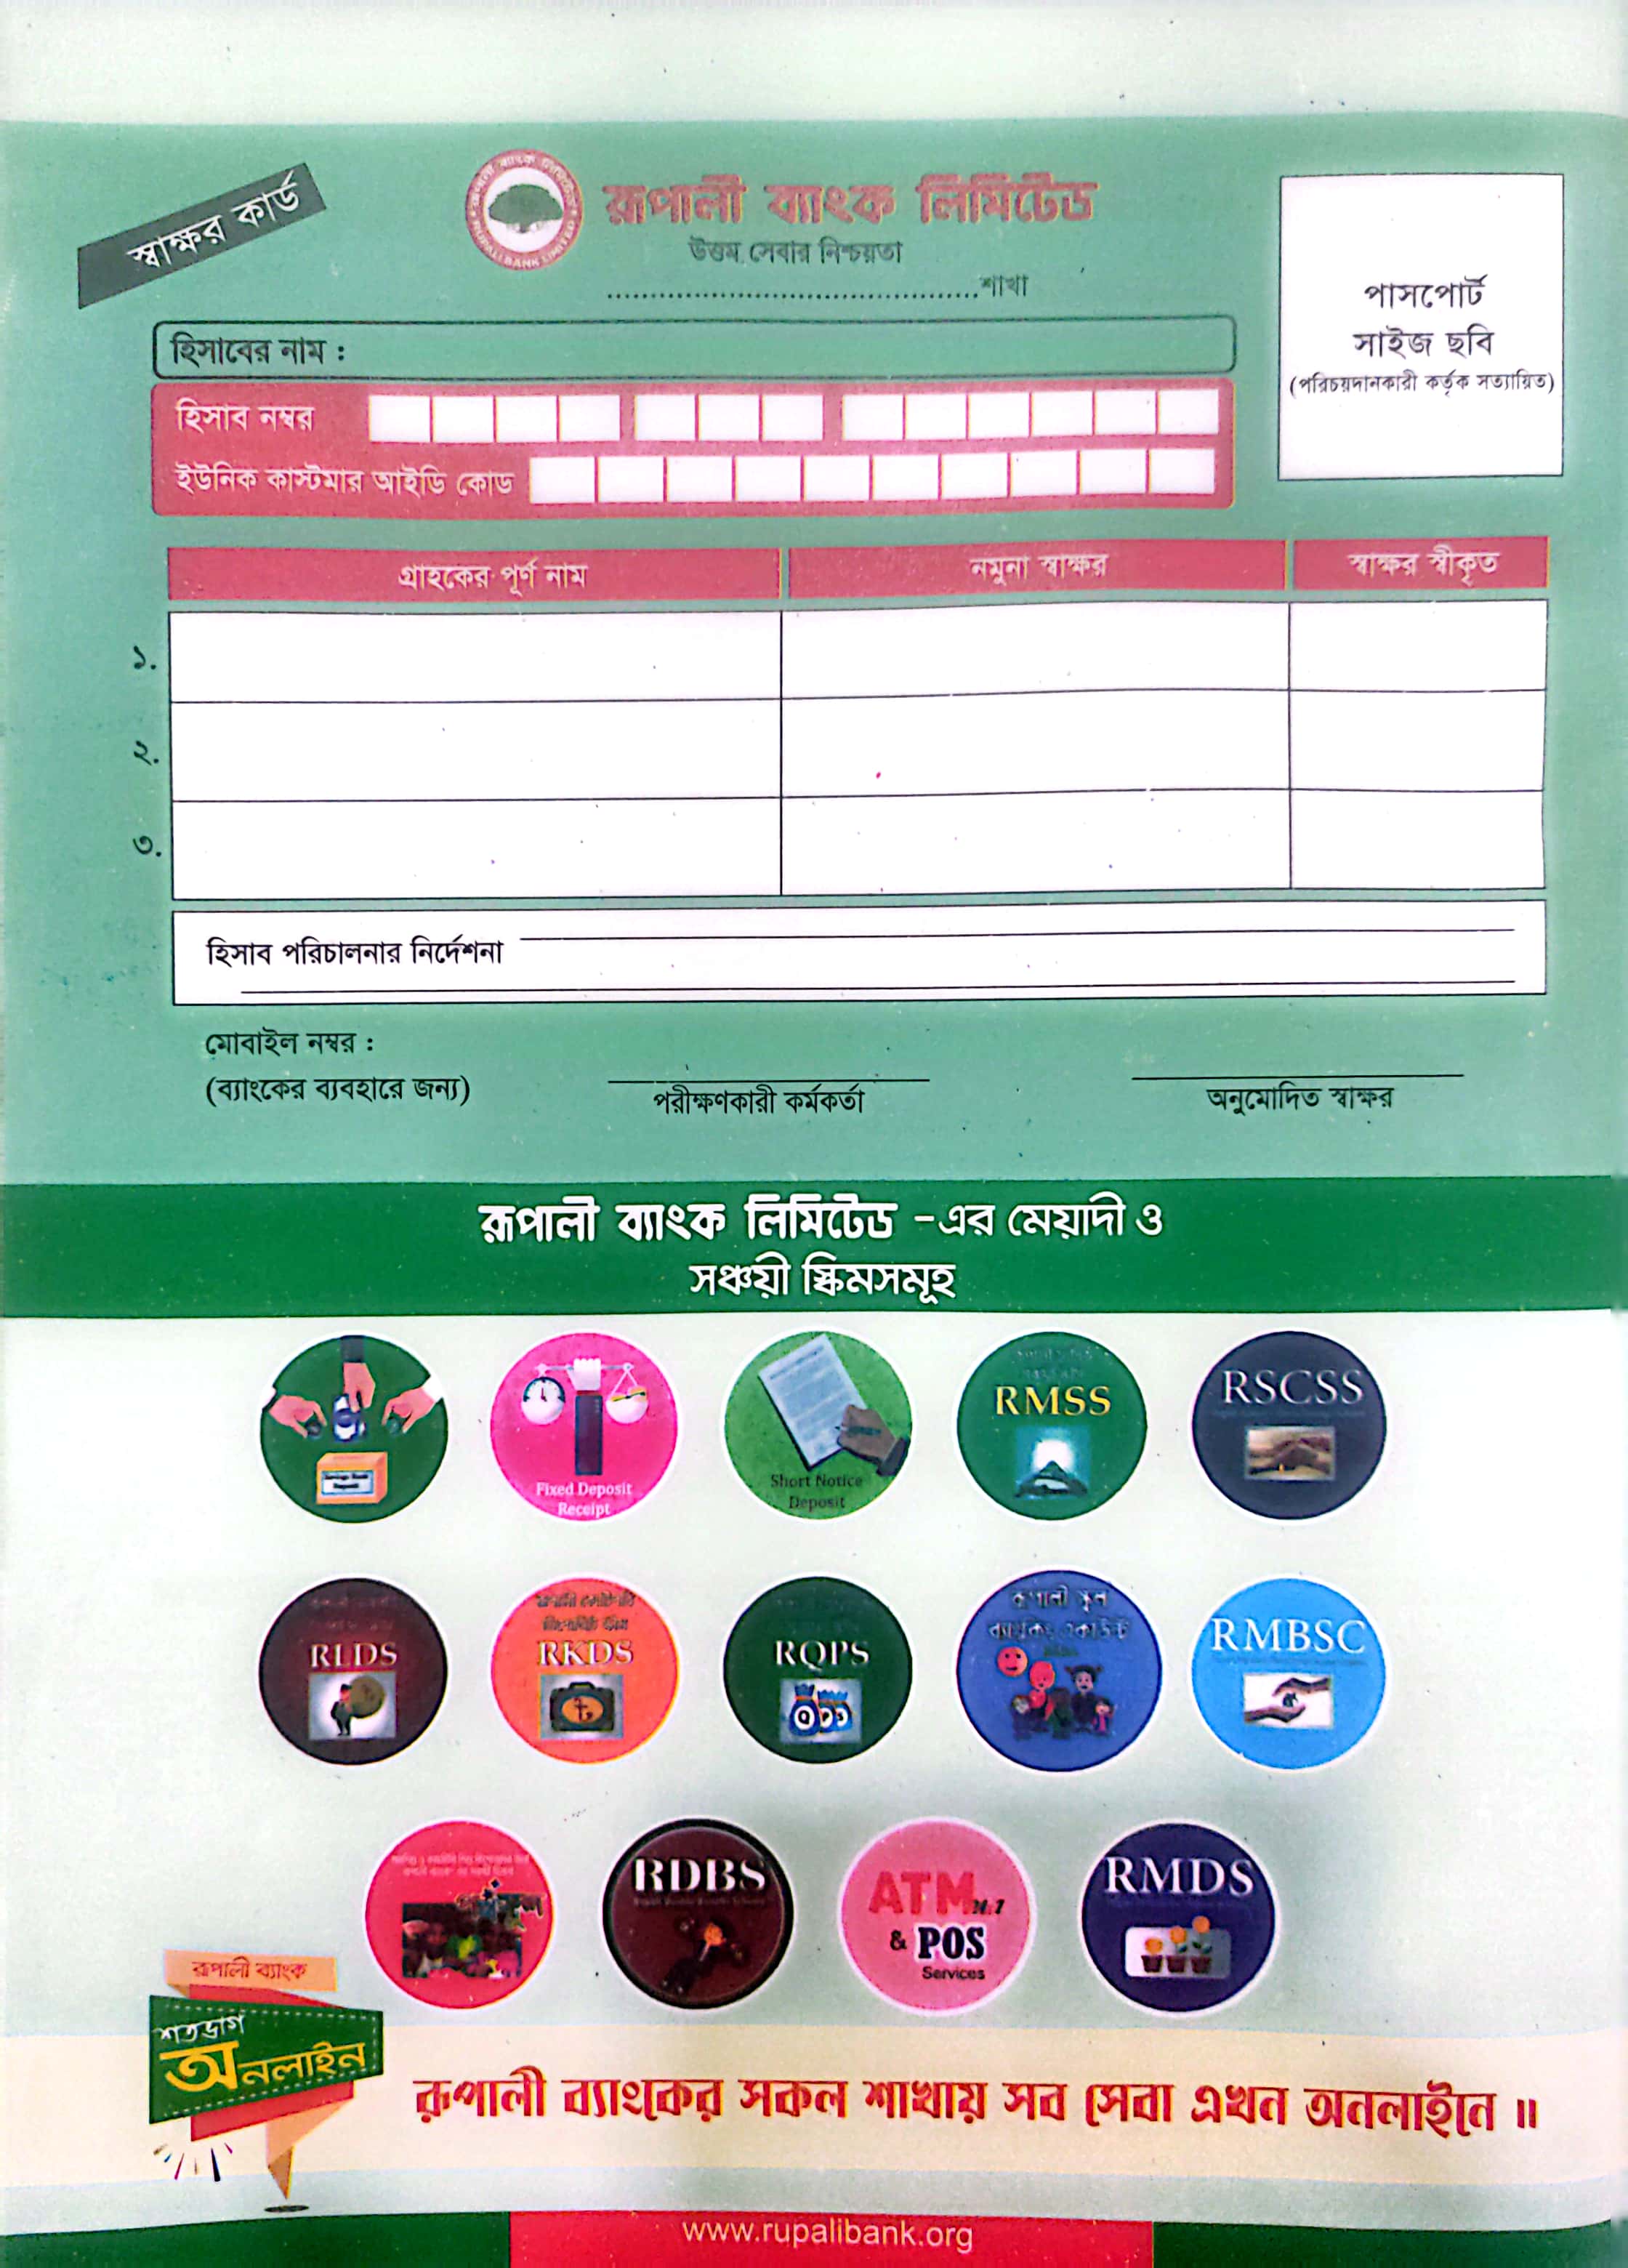 স্বাক্ষর কার্ড
রূপালী ব্যাংক লিমিটেড
RUPALI BANK LIMITED
উত্তম সেবার নিশ্চয়তা
........................................শাখা
পাসপোর্ট
সাইজ ছবি
(পরিচয়দানকারী কর্তৃক সত্যায়িত)
হিসাবের নাম :
হিসাব নম্বর
ইউনিক কাস্টমার আইডি কোড
গ্রাহকের পূর্ণ নাম নমুনা স্বাক্ষর স্বাক্ষর স্বীকৃত
১.
২.
৩.
হিসাব পরিচালনার নির্দেশনা
মোবাইল নম্বর :
(ব্যাংকের ব্যবহারে জন্য) পরীক্ষণকারী কর্মকর্তা অনুমোদিত স্বাক্ষর
রূপালী ব্যাংক লিমিটেড -এর মেয়াদী ও
সঞ্চয়ী স্কিমসমূহ
Fixed Deposit
Receipt
Short Notice
Deposit
RMSS
RSCSS
RLDS
RKDS
RQPS
রূপালী স্কুল
RMBSC
RDBS
ATM
& POS
Services
RMDS
রূপালী ব্যাংক
শতভাগ
অনলাইন
রূপালী ব্যাংকের সকল শাখায় সব সেবা এখন অনলাইনে ॥
www.rupalibank.org